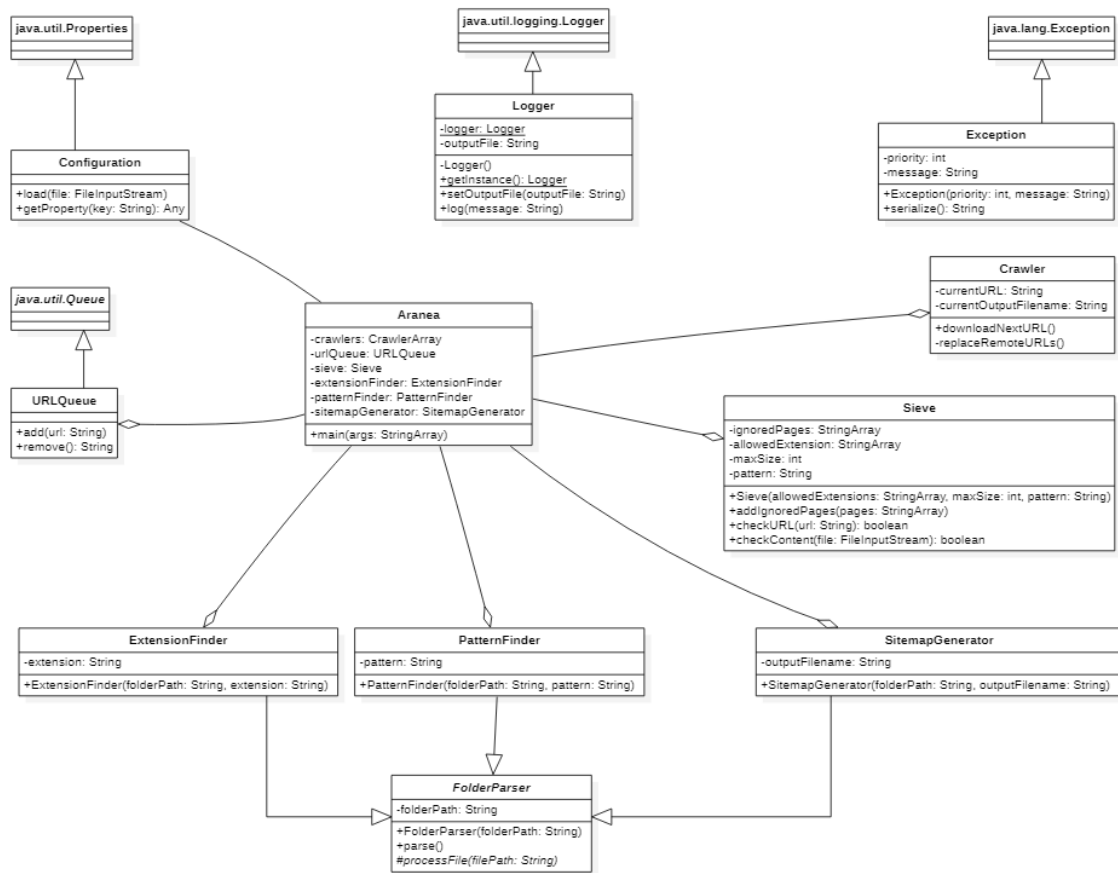 java.util.Properties
java.util.logging.Logger
java.lang.Exception
Logger
-logger: Logger
-outputFile: String
-Logger()
+getInstance(): Logger
+setOutputFile(outputFile: String)
+log(message: String)
Exception
-priority: int
-message: String
+Exception(priority: int, message: String)
+serialize(): String
Configuration
+load(file: FileInputStream)
+getProperty(key: String): Any
Crawler
-currentURL: String
-currentOutputFilename: String
+downloadNextURL()
-replaceRemoteURLs()
java.util.Queue
Aranea
-crawlers: CrawlerArray
-urlQueue: URLQueue
-sieve: Sieve
-extensionFinder: ExtensionFinder
-patternFinder: PatternFinder
-sitemapGenerator: SitemapGenerator
+main(args: StringArray)
URLQueue
+add(url: String)
+remove(): String
Sieve
-ignoredPages: StringArray
-allowedExtension: StringArray
-maxSize: int
-pattern: String
+Sieve(allowedExtensions: StringArray, maxSize: int, pattern: String)
+addIgnoredPages(pages: StringArray)
+checkURL(url: String): boolean
+checkContent(file: FileInputStream): boolean
ExtensionFinder
-extension: String
+ExtensionFinder(folderPath: String, extension: String)
PatternFinder
-pattern: String
+PatternFinder(folderPath: String, pattern: String)
SitemapGenerator
-outputFilename: String
+SitemapGenerator(folderPath: String, outputFilename: String)
FolderParser
-folderPath: String
+FolderParser(folderPath: String)
+parse()
#processFile(filePath: String)